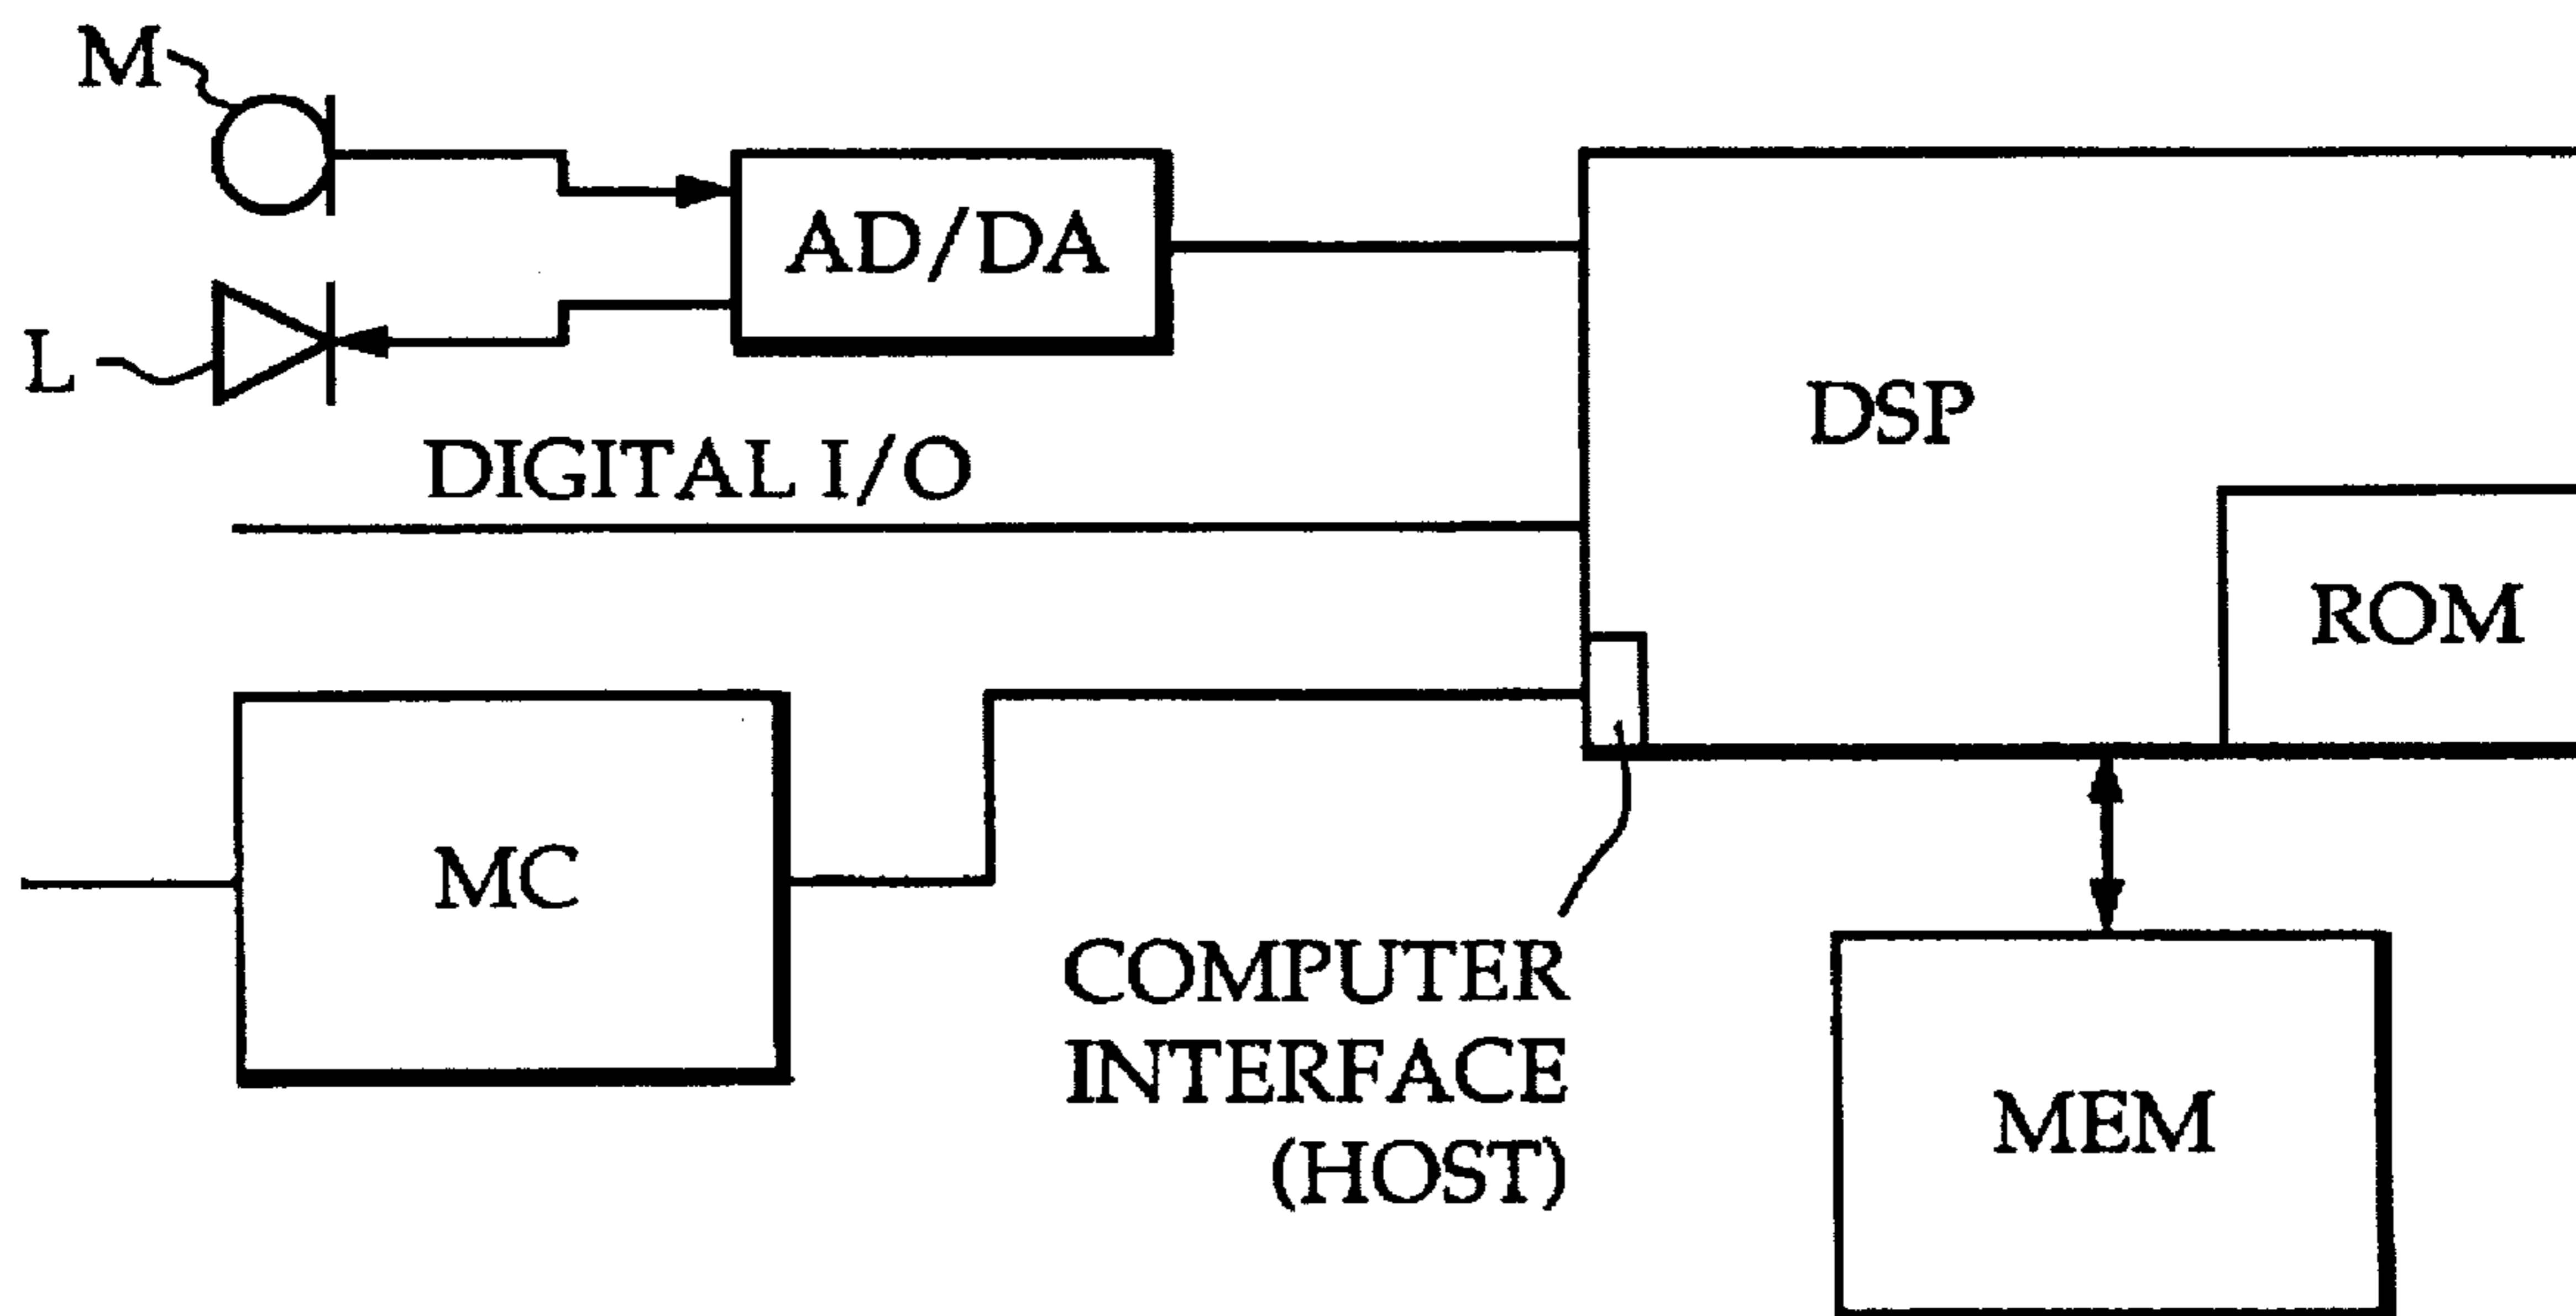 M
AD/DA
L
DSP
DIGITAL I/O
ROM
MC
COMPUTER
INTERFACE
(HOST)
MEM